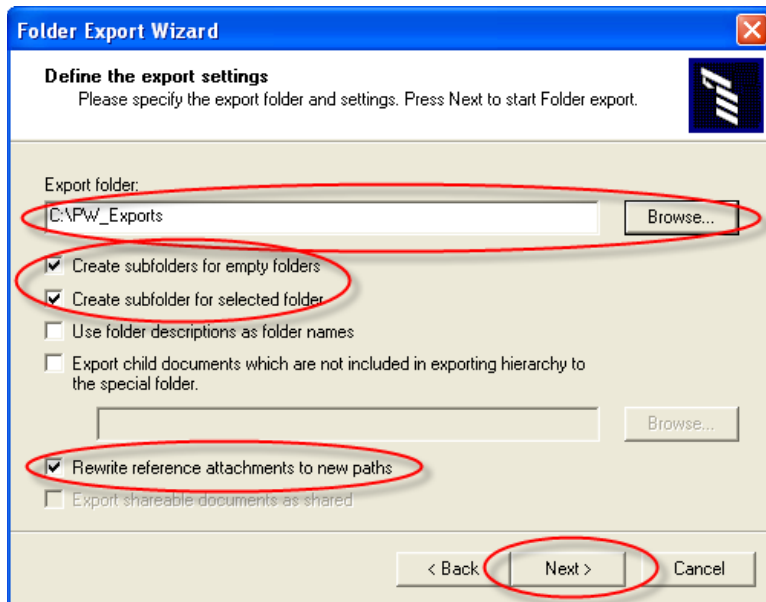 Folder Export Wizard
Define the export settings
Please specify the export folder and settings. Press Next to start Folder export.
Export folder:
C:\PW_Exports
Browse...
Create subfolders for empty folders
Create subfolder for selected folder
Use folder descriptions as folder names
Export child documents which are not included in exporting hierarchy to
the special folder.
Browse...
Rewrite reference attachments to new paths
Export shareable documents as shared
< Back
Next >
Cancel